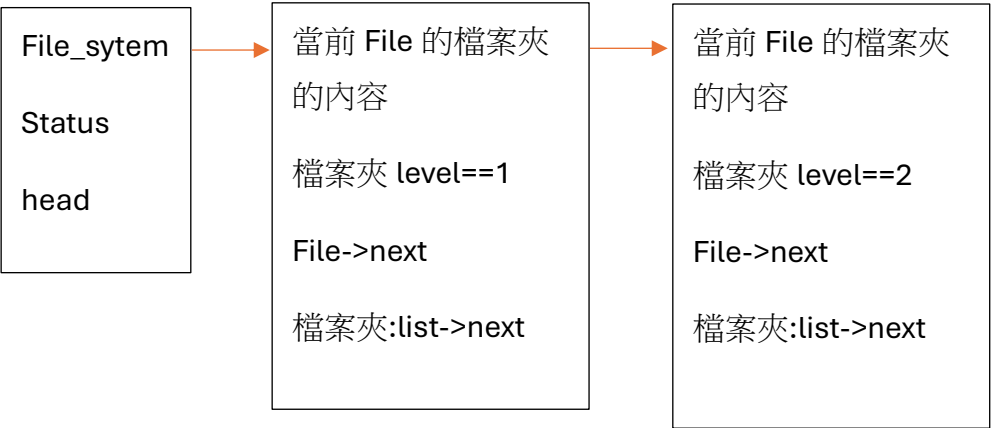 File_sytem
Status
head
當前 File 的檔案夾
的內容
檔案夾 level==1
File->next
檔案夾:list->next
當前 File 的檔案夾
的內容
檔案夾 level==2
File->next
檔案夾:list->next